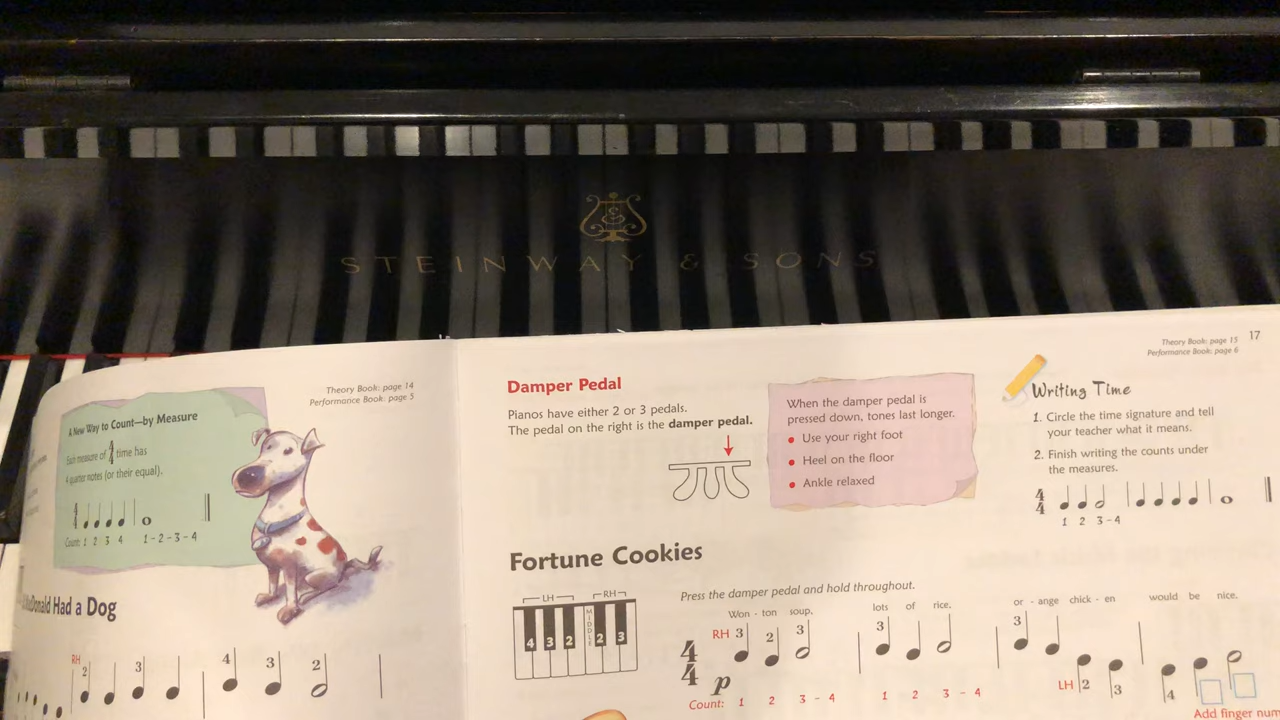 STEINWAY & SONS
Theory Book: page 14
Performance Book: page 5
A New Way to Count—by Measure
Each measure of 4/4 time has
4 quarter notes (or their equal).
4
4
Count: 1 2 3 4 1 - 2 - 3 - 4
Donald Had a Dog
RH
2 3 4 3 2
17
Theory Book: page 15
Performance Book: page 6
Damper Pedal
Pianos have either 2 or 3 pedals.
The pedal on the right is the damper pedal.
When the damper pedal is
pressed down, tones last longer.
• Use your right foot
• Heel on the floor
• Ankle relaxed
Writing Time
1. Circle the time signature and tell
your teacher what it means.
2. Finish writing the counts under
the measures.
4
4
1 2 3 - 4
Fortune Cookies
LH RH
MIDDLE
4 3 2 2 3
Press the damper pedal and hold throughout.
Won - ton soup, lots of rice, or - ange chick - en would be nice.
RH 3 2 3 3 3
4
4
p
LH 2 3 4
Count: 1 2 3 - 4 1 2 3 - 4
Add finger num